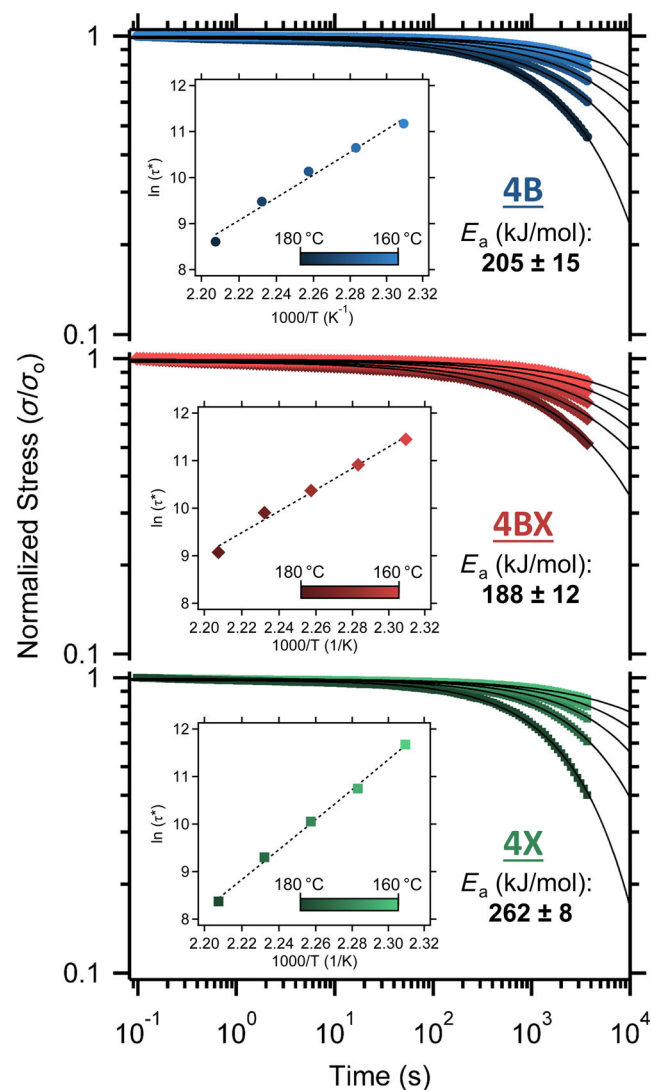 Normalized Stress (σ/σo)
1
0.1
12
11
10
9
8
ln (τ*)
180 °C 160 °C
2.20 2.22 2.24 2.26 2.28 2.30 2.32
1000/T (K-1)
4B
Ea (kJ/mol):
205 ± 15
1
0.1
12
11
10
9
8
ln (τ*)
180 °C 160 °C
2.20 2.22 2.24 2.26 2.28 2.30 2.32
1000/T (1/K)
4BX
Ea (kJ/mol):
188 ± 12
1
0.1
12
11
10
9
8
ln (τ*)
180 °C 160 °C
2.20 2.22 2.24 2.26 2.28 2.30 2.32
1000/T (1/K)
4X
Ea (kJ/mol):
262 ± 8
10-1 100 101 102 103 104
Time (s)